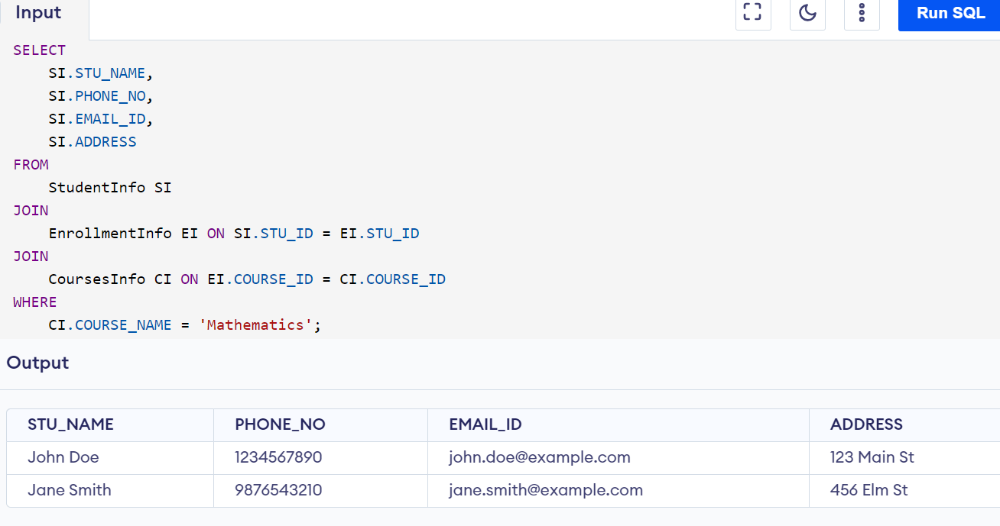 Input
Run SQL
SELECT
    SI.STU_NAME,
    SI.PHONE_NO,
    SI.EMAIL_ID,
    SI.ADDRESS
FROM
    StudentInfo SI
JOIN
    EnrollmentInfo EI ON SI.STU_ID = EI.STU_ID
JOIN
    CoursesInfo CI ON EI.COURSE_ID = CI.COURSE_ID
WHERE
    CI.COURSE_NAME = 'Mathematics';
Output
STU_NAME PHONE_NO EMAIL_ID ADDRESS
John Doe 1234567890 john.doe@example.com 123 Main St
Jane Smith 9876543210 jane.smith@example.com 456 Elm St